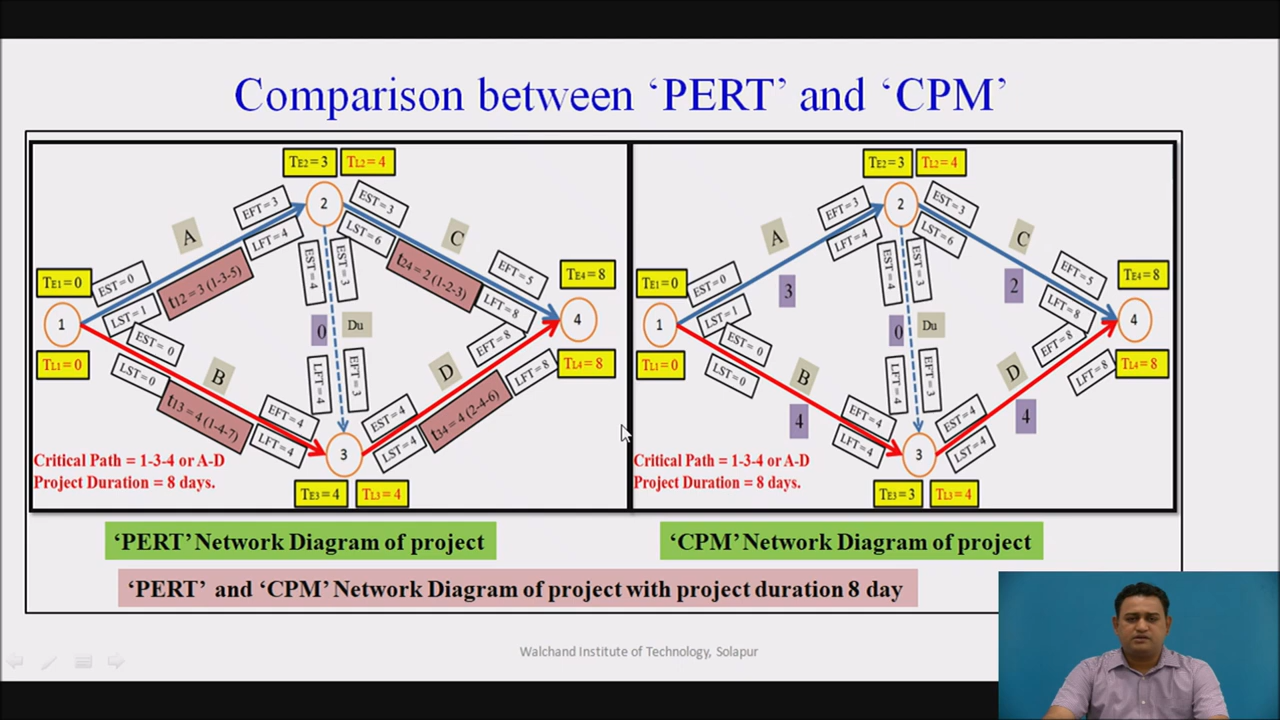 Comparison between ‘PERT’ and ‘CPM’
TE2 = 3 TL2 = 4
EFT = 3
EST = 3
A
LFT = 4
LST = 6
C
TE1 = 0
EST = 0
t12 = 3 (1-3-5)
EST = 4
EST = 3
t24 = 2 (1-2-3)
EFT = 5
TE4 = 8
1
LST = 1
2
LFT = 8
4
TL1 = 0
EST = 0
0
Du
EFT = 8
TL4 = 8
LST = 0
B
LFT = 4
EFT = 3
D
LFT = 8
t13 = 4 (1-4-7)
EFT = 4
EST = 4
t34 = 4 (2-4-6)
LFT = 4
3
LST = 4
Critical Path = 1-3-4 or A-D
Project Duration = 8 days.
TE3 = 4 TL3 = 4
TE2 = 3 TL2 = 4
EFT = 3
2
EST = 3
A
LFT = 4
LST = 6
C
TE1 = 0
EST = 0
3
EST = 4
EST = 3
2
EFT = 5
TE4 = 8
1
LST = 1
LFT = 8
4
TL1 = 0
EST = 0
0
Du
EFT = 8
TL4 = 8
LST = 0
B
LFT = 4
EFT = 3
D
LFT = 8
4
EFT = 4
EST = 4
4
LFT = 4
3
LST = 4
Critical Path = 1-3-4 or A-D
Project Duration = 8 days.
TE3 = 3 TL3 = 4
‘PERT’ Network Diagram of project
‘CPM’ Network Diagram of project
‘PERT’ and ‘CPM’ Network Diagram of project with project duration 8 day
Walchand Institute of Technology, Solapur